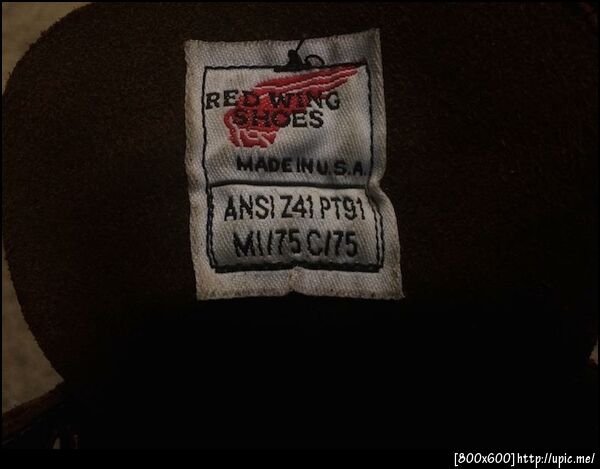 RED WING
SHOES
MADE IN U.S.A.
ANSI Z41 PT91
MI/75 C/75
[800x600]http://upic.me/